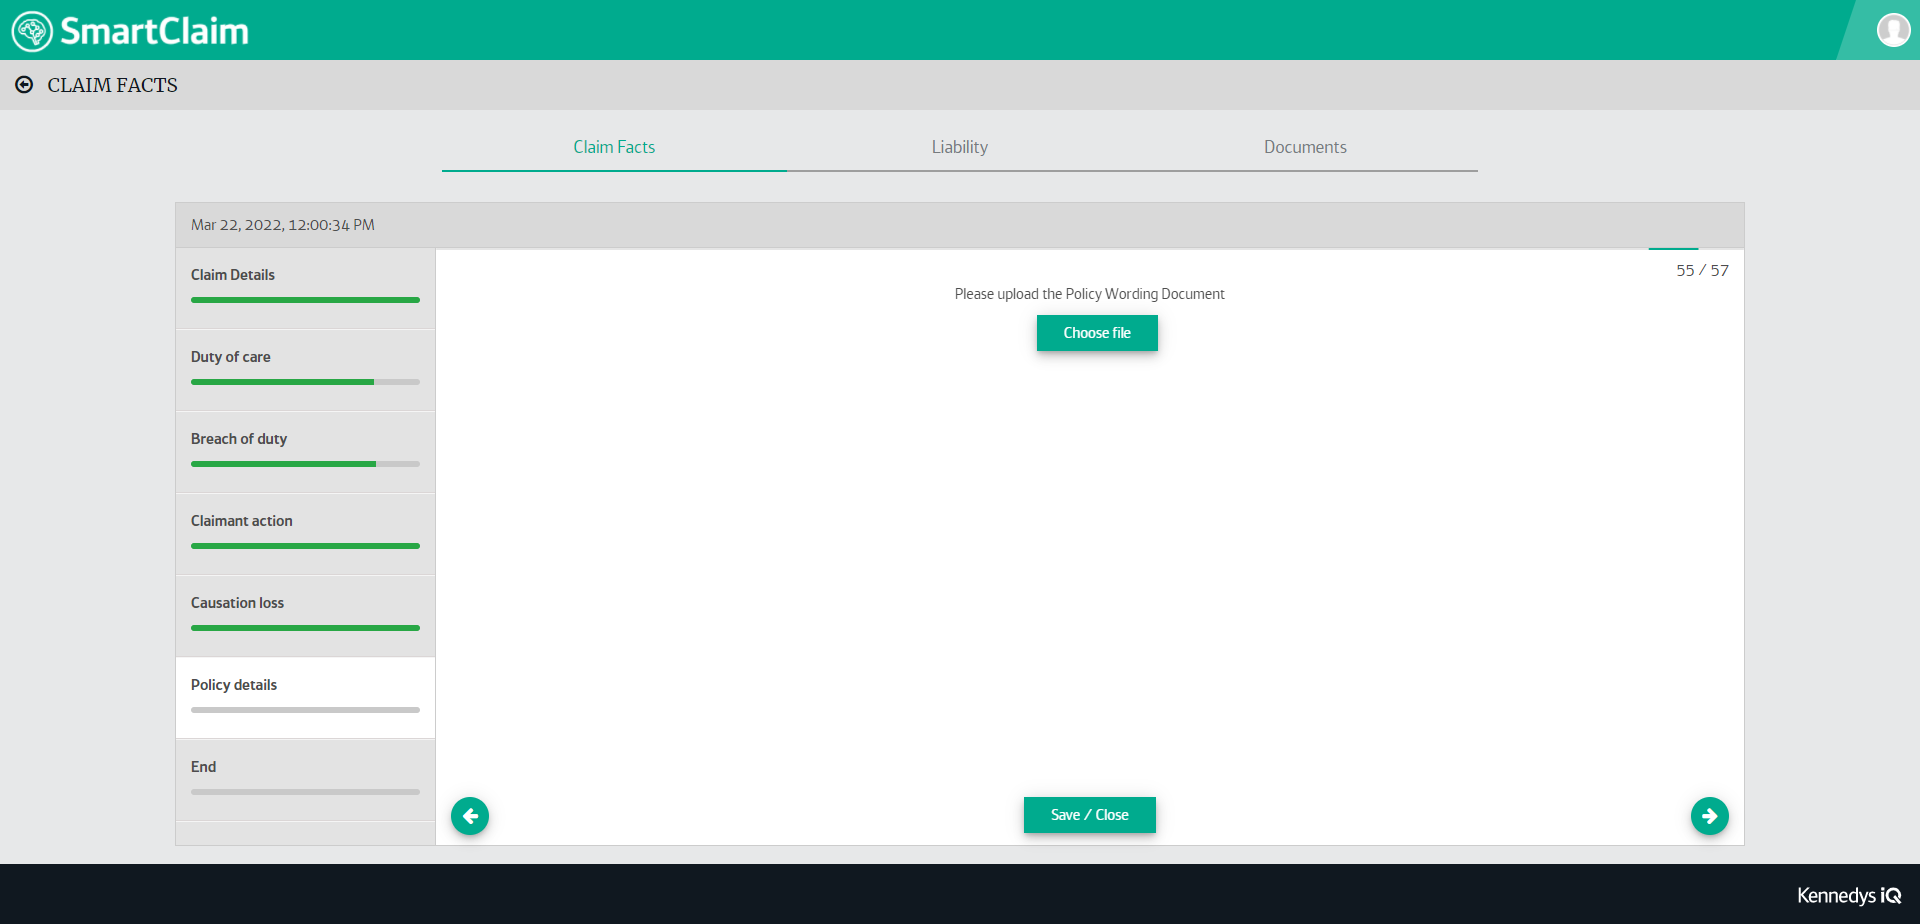 SmartClaim
CLAIM FACTS
Claim Facts
Liability
Documents
Mar 22, 2022, 12:00:34 PM
Claim Details
Duty of care
Breach of duty
Claimant action
Causation loss
Policy details
End
55 / 57
Please upload the Policy Wording Document
Choose file
Save / Close
Kennedys iQ